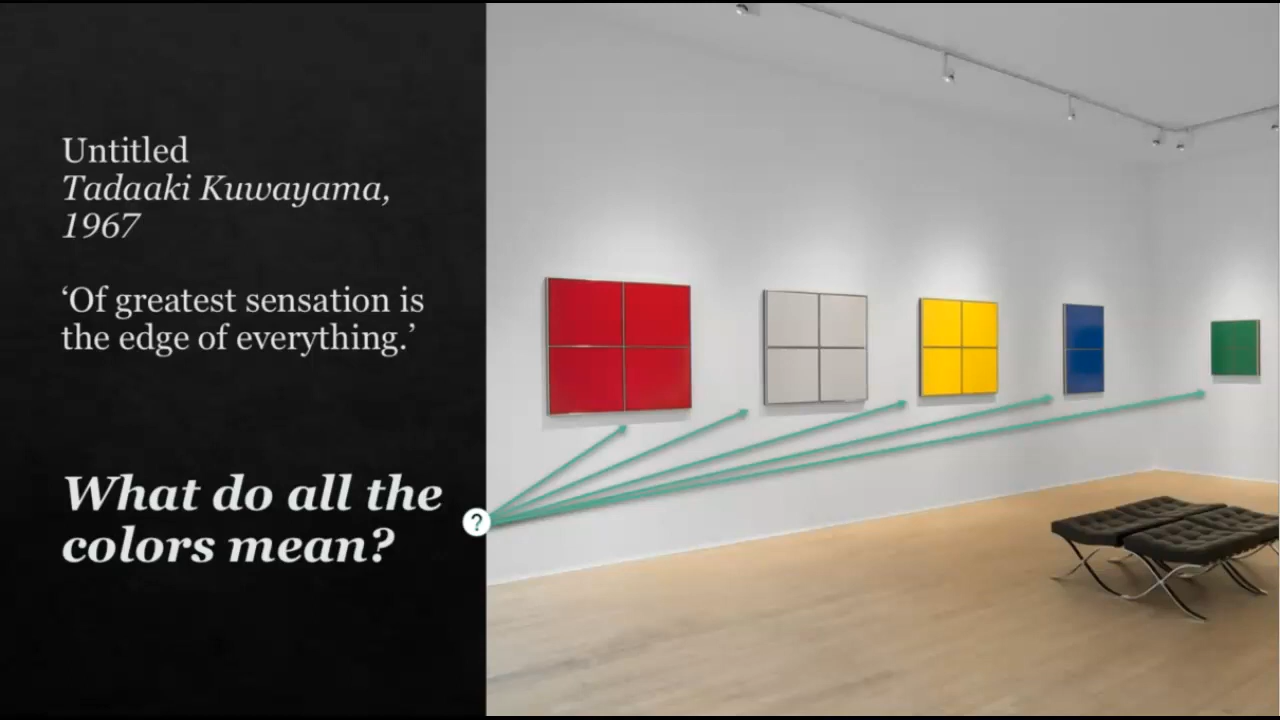 Untitled
Tadaaki Kuwayama,
1967
‘Of greatest sensation is
the edge of everything.’
What do all the
colors mean?
?